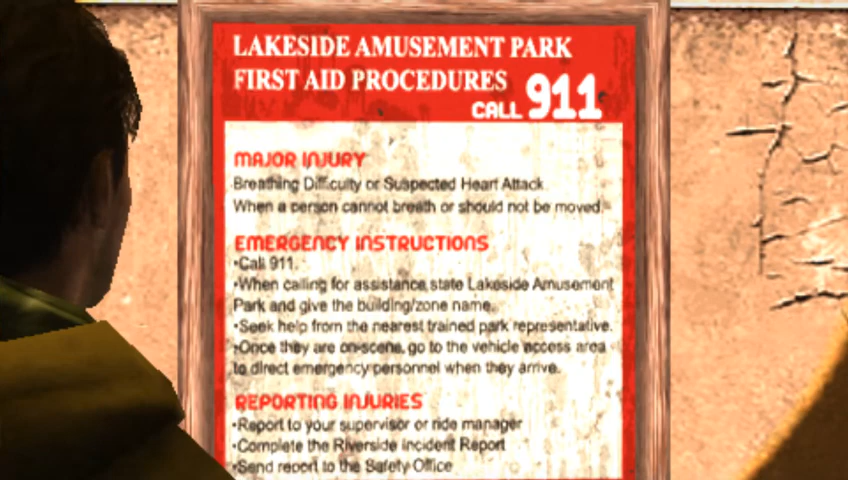 LAKESIDE AMUSEMENT PARK
FIRST AID PROCEDURES
CALL 911
MAJOR INJURY
Breathing Difficulty or Suspected Heart Attack
When a person cannot breath or should not be moved.
EMERGENCY INSTRUCTIONS
•Call 911.
•When calling for assistance, state Lakeside Amusement
Park and give the building/zone name.
•Seek help from the nearest trained park representative.
•Once they are on-scene, go to the vehicle access area
to direct emergency personnel when they arrive.
REPORTING INJURIES
•Report to your supervisor or ride manager
•Complete the Riverside Incident Report
•Send report to the Safety Office